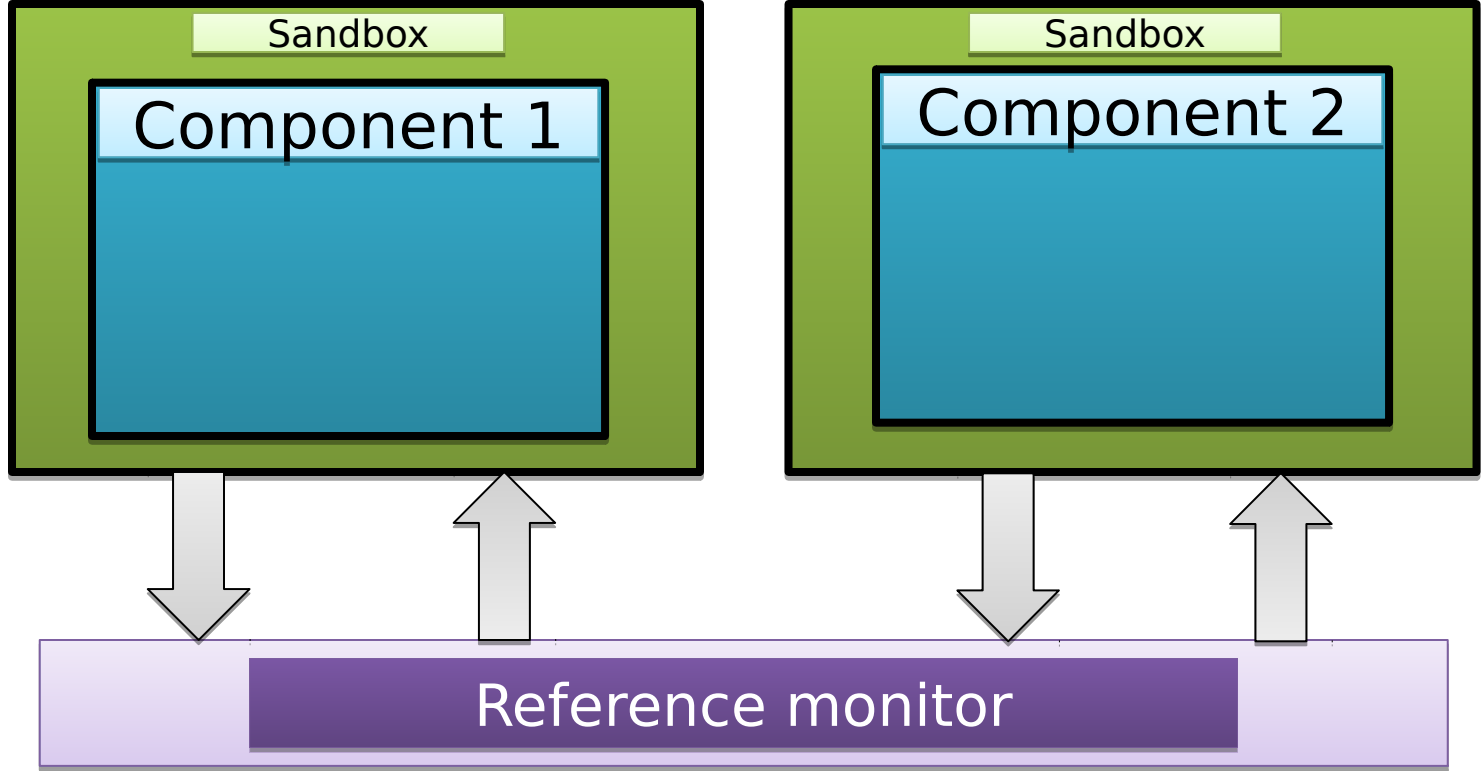 Sandbox
Component 1
Sandbox
Component 2
Reference monitor